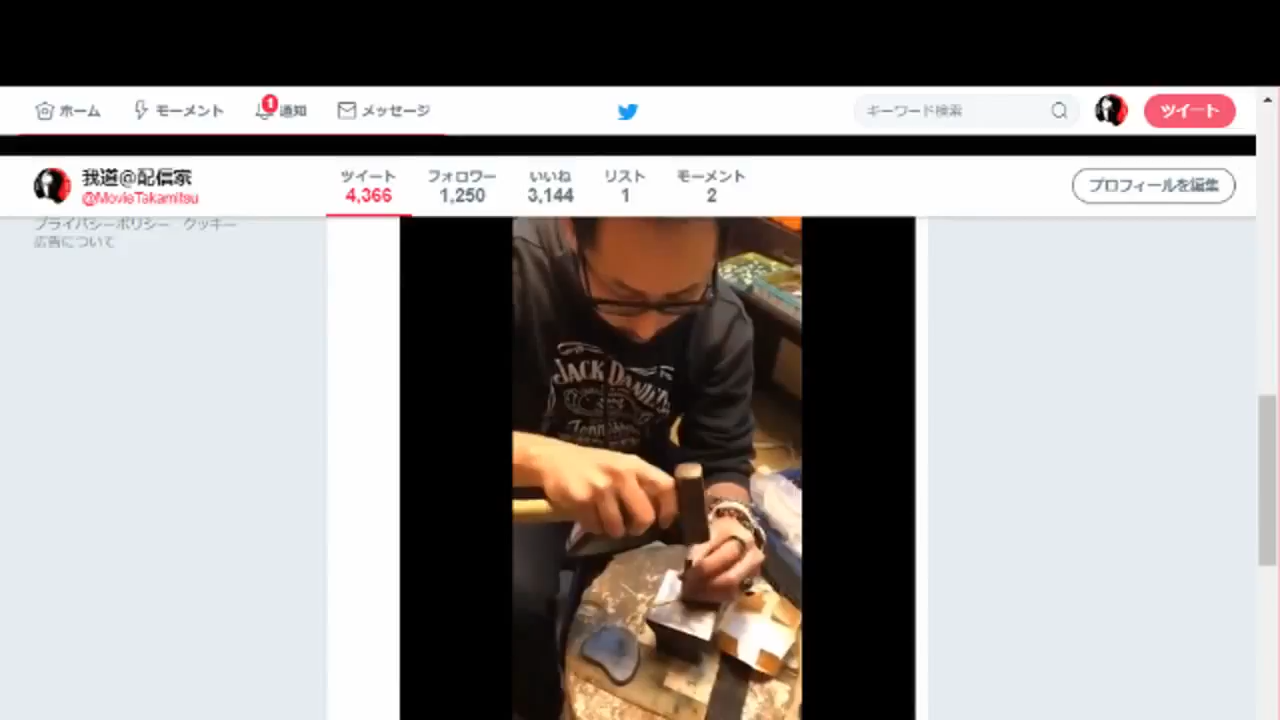 ホーム
モーメント
1
通知
メッセージ
キーワード検索
ツイート
我道@配信家
@MovieTakamitsu
ツイート
4,366
フォロワー
1,250
いいね
3,144
リスト
1
モーメント
2
プロフィールを編集
プライバシーポリシー クッキー
広告について
JACK DANIEL'S